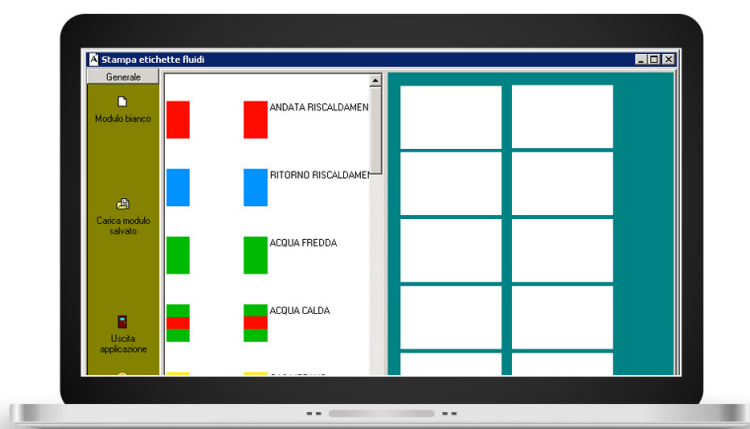 Stampa etichette fluidi
Generale
Modulo bianco
Carica modulo
salvato
Uscita
applicazione
ANDATA RISCALDAMEN
RITORNO RISCALDAMEN
ACQUA FREDDA
ACQUA CALDA